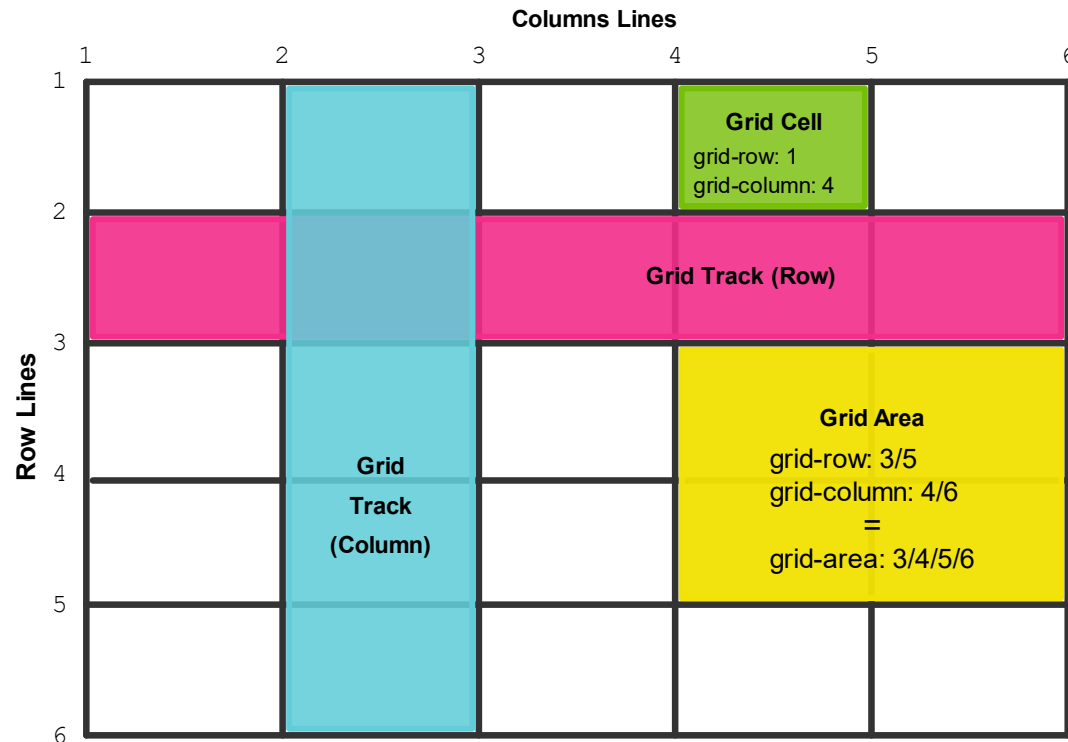 Columns Lines
1 2 3 4 5 6
1
Grid Cell
grid-row: 1
grid-column: 4
2
Grid Track (Row)
3
Row Lines
Grid Area
grid-row: 3/5
grid-column: 4/6
=
grid-area: 3/4/5/6
4
Grid
Track
(Column)
5
6